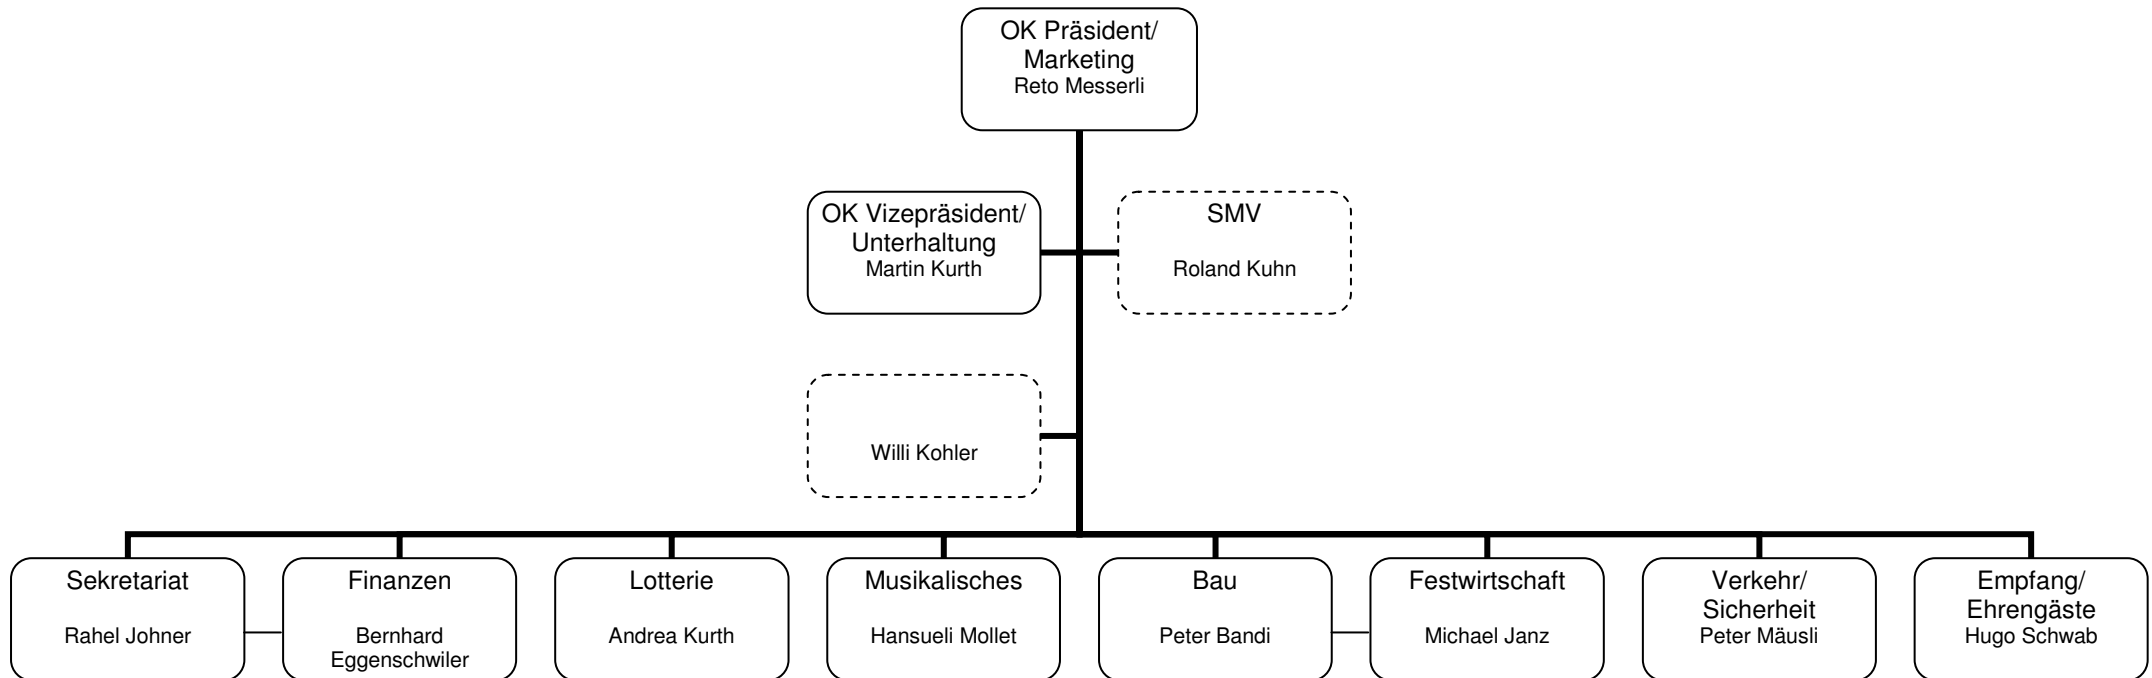 OK Präsident/
Marketing
Reto Messerli
OK Vizepräsident/
Unterhaltung
Martin Kurth
SMV
Roland Kuhn
Willi Kohler
Sekretariat
Rahel Johner
Finanzen
Bernhard
Eggenschwiler
Lotterie
Andrea Kurth
Musikalisches
Hansueli Mollet
Bau
Peter Bandi
Festwirtschaft
Michael Janz
Verkehr/
Sicherheit
Peter Mäusli
Empfang/
Ehrengäste
Hugo Schwab